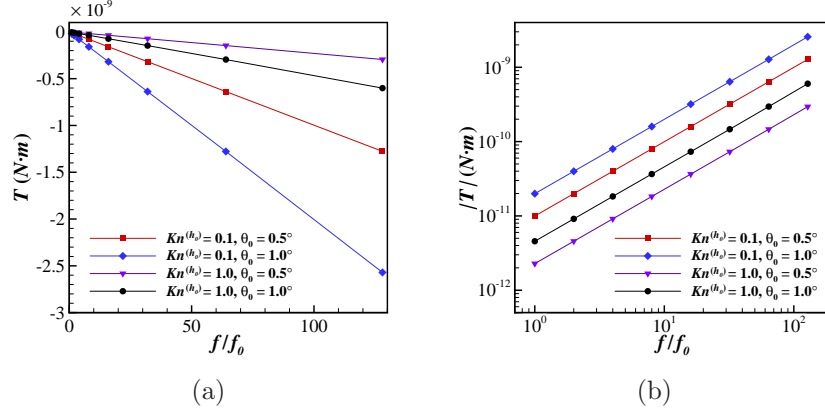 ×10⁻⁹
0
-0.5
-1
-1.5
-2
-2.5
-3
T (N·m)
Kn^(h₀) = 0.1, θ₀ = 0.5°
Kn^(h₀) = 0.1, θ₀ = 1.0°
Kn^(h₀) = 1.0, θ₀ = 0.5°
Kn^(h₀) = 1.0, θ₀ = 1.0°
0 50 100
f/f₀
(a)
10⁻⁹
10⁻¹⁰
10⁻¹¹
10⁻¹²
|T| (N·m)
Kn^(h₀) = 0.1, θ₀ = 0.5°
Kn^(h₀) = 0.1, θ₀ = 1.0°
Kn^(h₀) = 1.0, θ₀ = 0.5°
Kn^(h₀) = 1.0, θ₀ = 1.0°
10⁰ 10¹ 10²
f/f₀
(b)